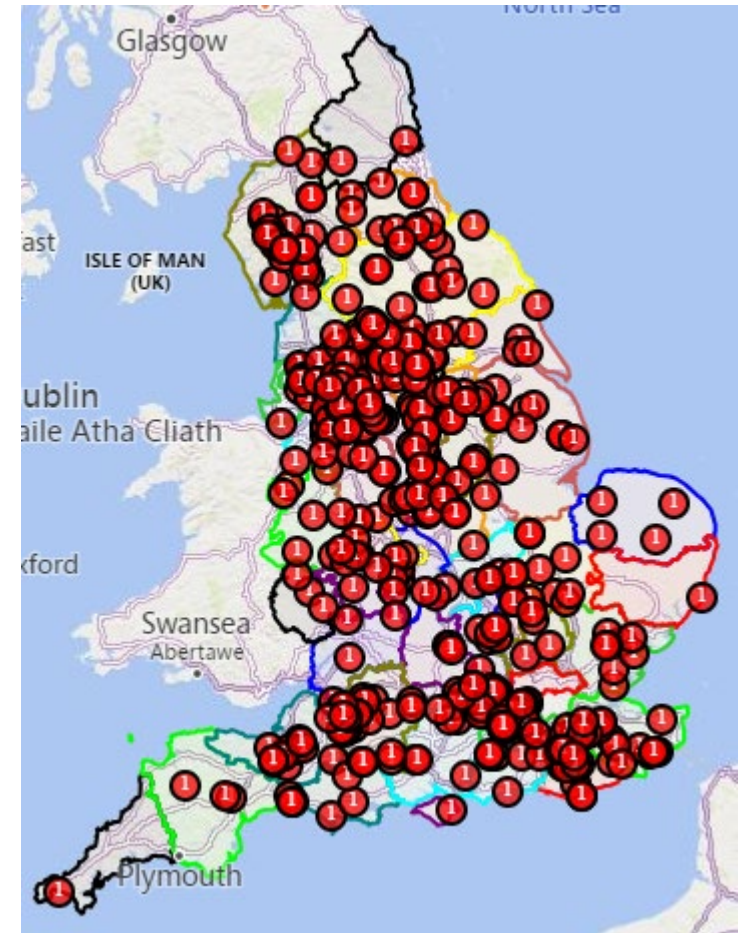 North Sea
Glasgow
ast
ISLE OF MAN
(UK)
ublin
aile Atha Cliath
xford
Swansea
Abertawe
Plymouth